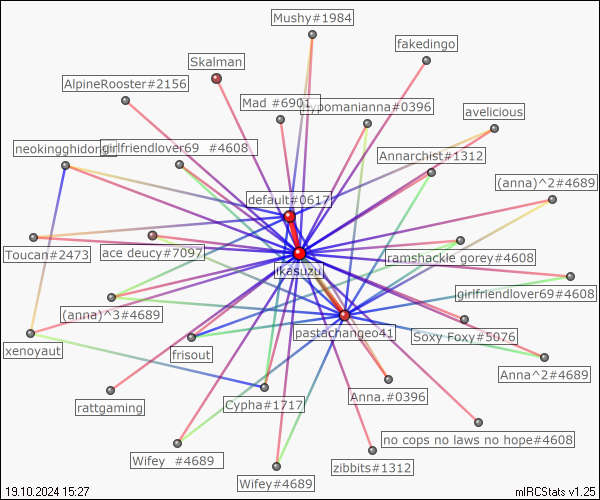 Mushy#1984
fakedingo
Skalman
AlpineRooster#2156
Mad #6901
ypomanianna#0396
avelicious
neokingghidor
girlfriendlover69 #4608
Annarchist#1312
(anna)^2#4689
default#0617
Toucan#2473
ace deucy#7097
ramshackle gorey#4608
ikasuzu
girlfriendlover69#4608
(anna)^3#4689
pastachangeo41
Soxy Foxy#5076
xenoyaut
frisout
Anna^2#4689
Cypha#1717
Anna.#0396
rattgaming
no cops no laws no hope#4608
Wifey #4689
zibbits#1312
Wifey#4689
19.10.2024 15:27
mIRCStats v1.25